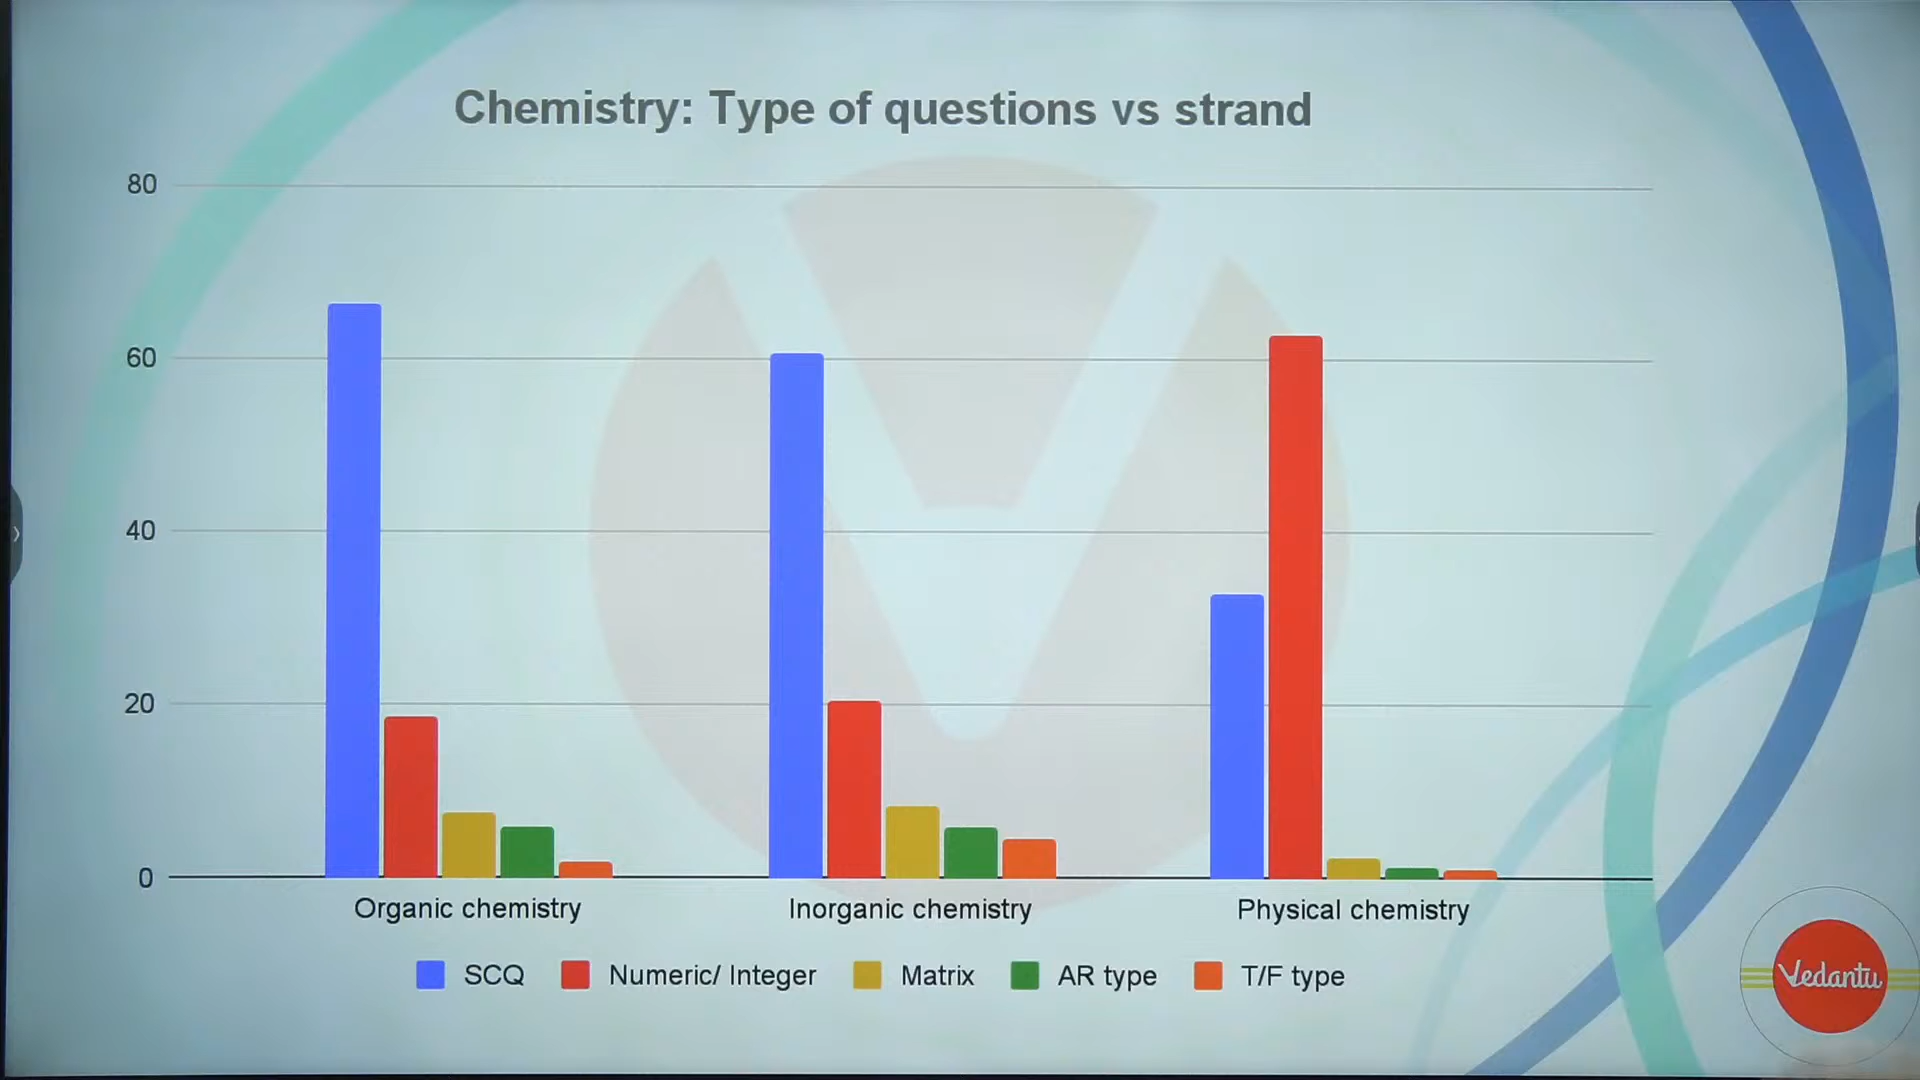 Chemistry: Type of questions vs strand
80
60
40
20
0
Organic chemistry
Inorganic chemistry
Physical chemistry
SCQ
Numeric/ Integer
Matrix
AR type
T/F type
Vedantu